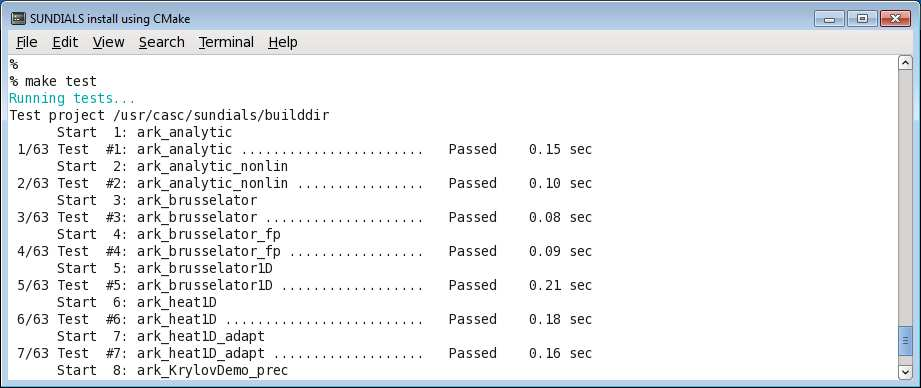 SUNDIALS install using CMake
File Edit View Search Terminal Help
%
% make test
Running tests...
Test project /usr/casc/sundials/builddir
      Start  1: ark_analytic
 1/63 Test  #1: ark_analytic .......................   Passed    0.15 sec
      Start  2: ark_analytic_nonlin
 2/63 Test  #2: ark_analytic_nonlin ................   Passed    0.10 sec
      Start  3: ark_brusselator
 3/63 Test  #3: ark_brusselator ....................   Passed    0.08 sec
      Start  4: ark_brusselator_fp
 4/63 Test  #4: ark_brusselator_fp .................   Passed    0.09 sec
      Start  5: ark_brusselator1D
 5/63 Test  #5: ark_brusselator1D ..................   Passed    0.21 sec
      Start  6: ark_heat1D
 6/63 Test  #6: ark_heat1D .........................   Passed    0.18 sec
      Start  7: ark_heat1D_adapt
 7/63 Test  #7: ark_heat1D_adapt ...................   Passed    0.16 sec
      Start  8: ark_KrylovDemo_prec